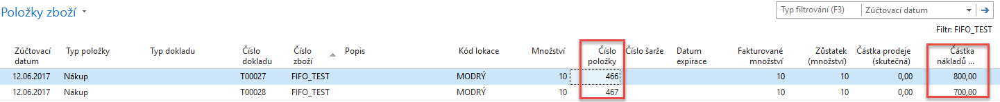 Položky zboží
Typ filtrování (F3) Zúčtovací datum
Filtr: FIFO_TEST
Zúčtovací datum Typ položky Typ dokladu Číslo dokladu Číslo zboží Popis Kód lokace Množství Číslo položky Číslo šarže Datum expirace Fakturované množství Zůstatek (množství) Částka prodeje (skutečná) Částka nákladů ...
12.06.2017 Nákup T00027 FIFO_TEST MODRÝ 10 466 10 10 0,00 800,00
12.06.2017 Nákup T00028 FIFO_TEST MODRÝ 10 467 10 10 0,00 700,00